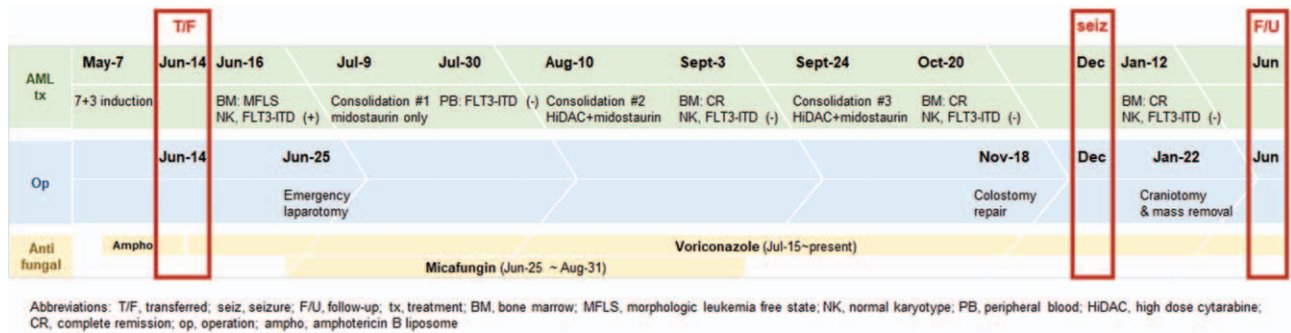 T/F seiz F/U
AML tx
May-7 Jun-14 Jun-16 Jul-9 Jul-30 Aug-10 Sept-3 Sept-24 Oct-20 Dec Jan-12 Jun
7+3 induction BM: MFLS Consolidation #1 PB: FLT3-ITD (-) Consolidation #2 BM: CR Consolidation #3 BM: CR BM: CR
NK, FLT3-ITD (+) midostaurin only HiDAC+midostaurin NK, FLT3-ITD (-) HiDAC+midostaurin NK, FLT3-ITD (-) NK, FLT3-ITD (-)
Op
Jun-14 Jun-25 Nov-18 Dec Jan-22 Jun
Emergency Colostomy Craniotomy
laparotomy repair & mass removal
Anti fungal
Ampho Voriconazole (Jul-15~present)
Micafungin (Jun-25 ~ Aug-31)
Abbreviations: T/F, transferred; seiz, seizure; F/U, follow-up; tx, treatment; BM, bone marrow; MFLS, morphologic leukemia free state; NK, normal karyotype; PB, peripheral blood; HiDAC, high dose cytarabine;
CR, complete remission; op, operation; ampho, amphotericin B liposome